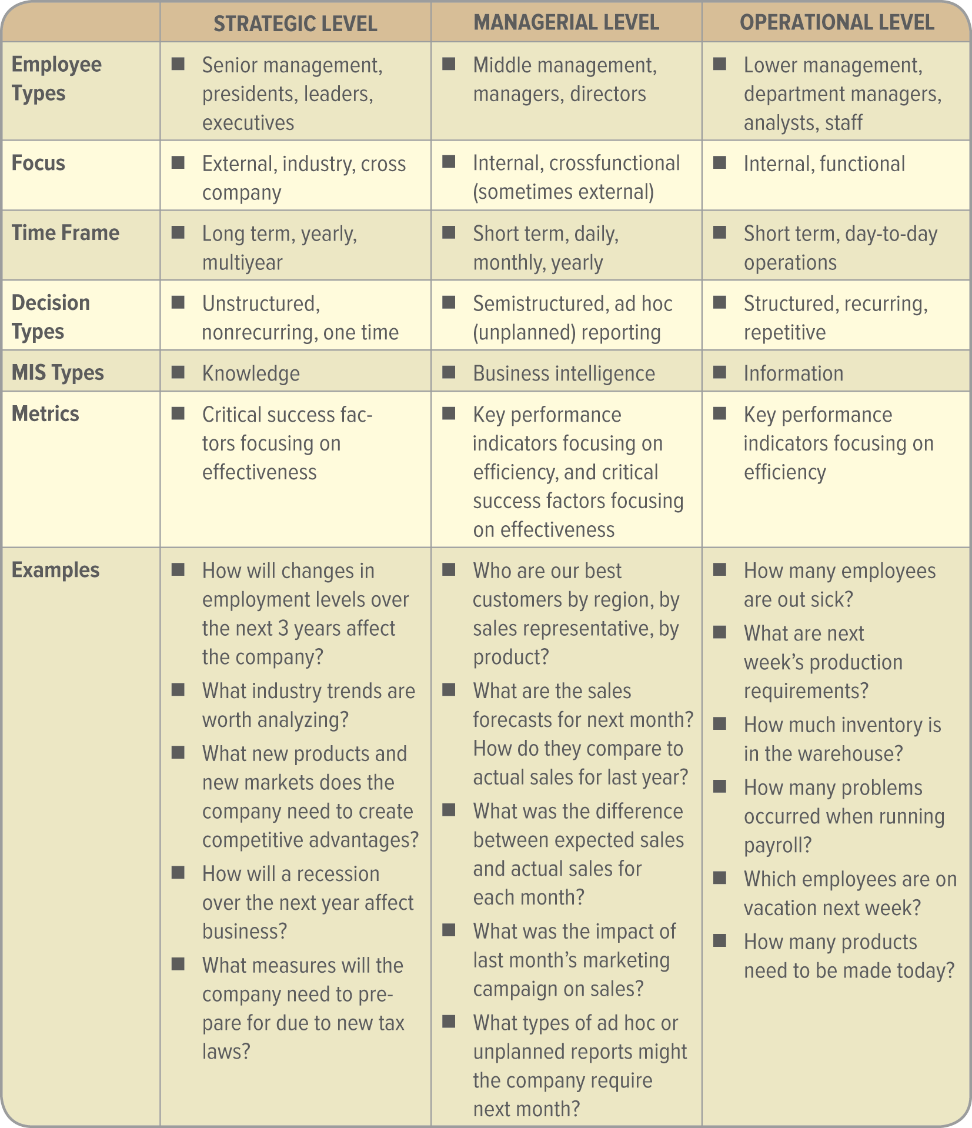 STRATEGIC LEVEL MANAGERIAL LEVEL OPERATIONAL LEVEL
Employee
Types
■ Senior management,
presidents, leaders,
executives
■ Middle management,
managers, directors
■ Lower management,
department managers,
analysts, staff
Focus
■ External, industry, cross
company
■ Internal, crossfunctional
(sometimes external)
■ Internal, functional
Time Frame
■ Long term, yearly,
multiyear
■ Short term, daily,
monthly, yearly
■ Short term, day-to-day
operations
Decision
Types
■ Unstructured,
nonrecurring, one time
■ Semistructured, ad hoc
(unplanned) reporting
■ Structured, recurring,
repetitive
MIS Types
■ Knowledge
■ Business intelligence
■ Information
Metrics
■ Critical success fac-
tors focusing on
effectiveness
■ Key performance
indicators focusing on
efficiency, and critical
success factors focusing
on effectiveness
■ Key performance
indicators focusing on
efficiency
Examples
■ How will changes in
employment levels over
the next 3 years affect
the company?
■ What industry trends are
worth analyzing?
■ What new products and
new markets does the
company need to create
competitive advantages?
■ How will a recession
over the next year affect
business?
■ What measures will the
company need to pre-
pare for due to new tax
laws?
■ Who are our best
customers by region, by
sales representative, by
product?
■ What are the sales
forecasts for next month?
How do they compare to
actual sales for last year?
■ What was the difference
between expected sales
and actual sales for
each month?
■ What was the impact of
last month's marketing
campaign on sales?
■ What types of ad hoc or
unplanned reports might
the company require
next month?
■ How many employees
are out sick?
■ What are next
week's production
requirements?
■ How much inventory is
in the warehouse?
■ How many problems
occurred when running
payroll?
■ Which employees are on
vacation next week?
■ How many products
need to be made today?